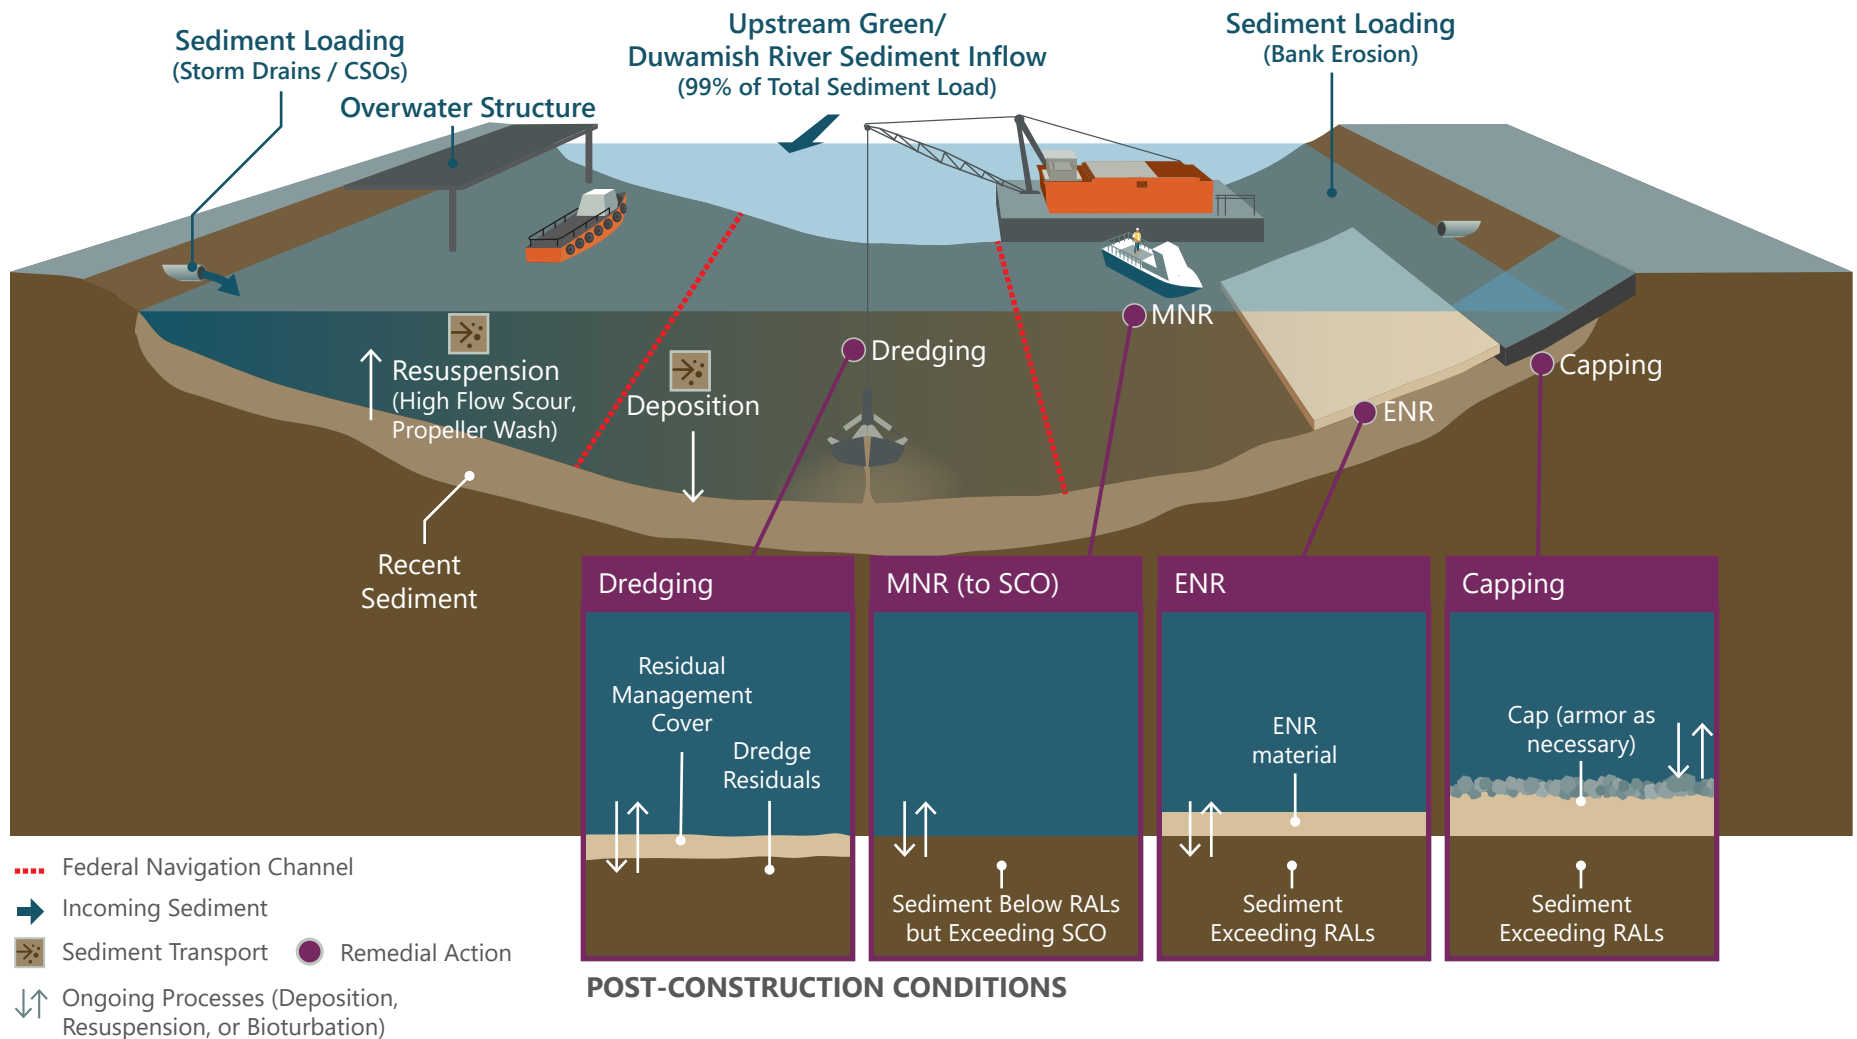 Sediment Loading
(Storm Drains / CSOs)
Overwater Structure
Upstream Green/
Duwamish River Sediment Inflow
(99% of Total Sediment Load)
Sediment Loading
(Bank Erosion)
MNR
Dredging
Capping
ENR
Resuspension
(High Flow Scour,
Propeller Wash)
Deposition
Recent
Sediment
Dredging
Residual
Management
Cover
Dredge
Residuals
MNR (to SCO)
Sediment Below RALs
but Exceeding SCO
ENR
ENR
material
Sediment
Exceeding RALs
Capping
Cap (armor as
necessary)
Sediment
Exceeding RALs
POST-CONSTRUCTION CONDITIONS
Federal Navigation Channel
Incoming Sediment
Sediment Transport
Remedial Action
Ongoing Processes (Deposition,
Resuspension, or Bioturbation)